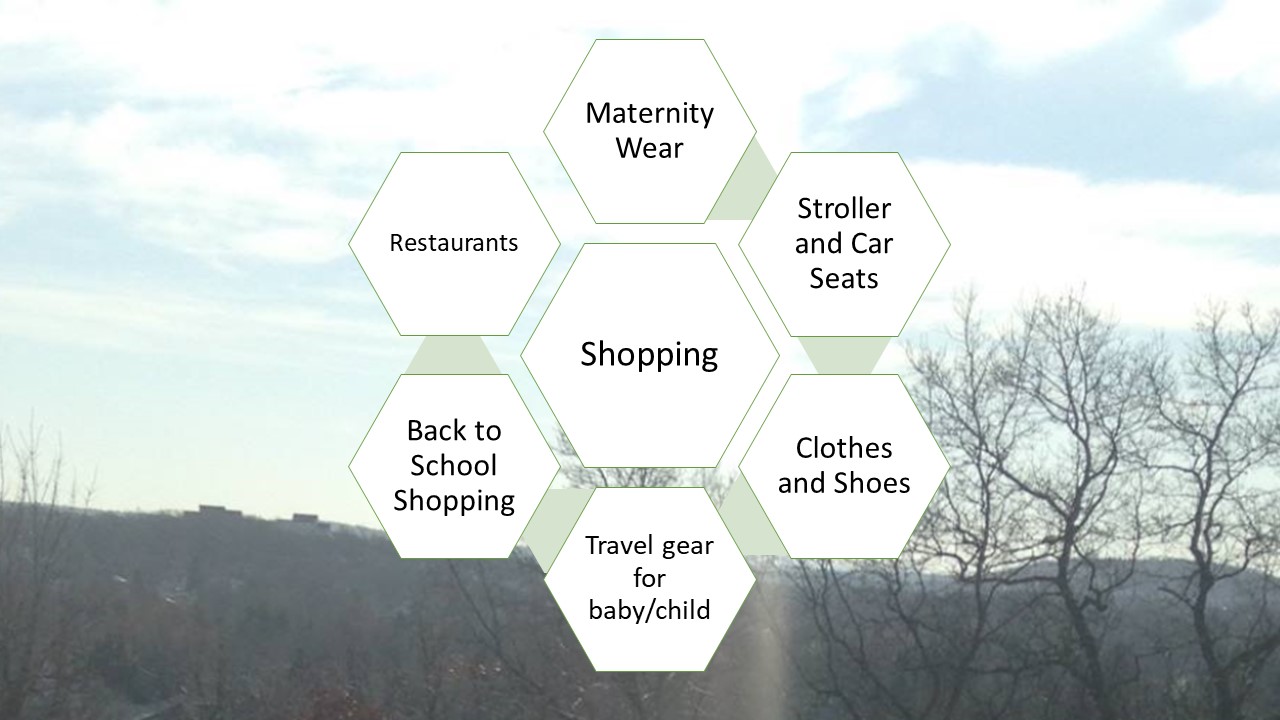 Maternity
Wear
Stroller
and Car
Seats
Restaurants
Shopping
Back to
School
Shopping
Clothes
and Shoes
Travel gear
for
baby/child